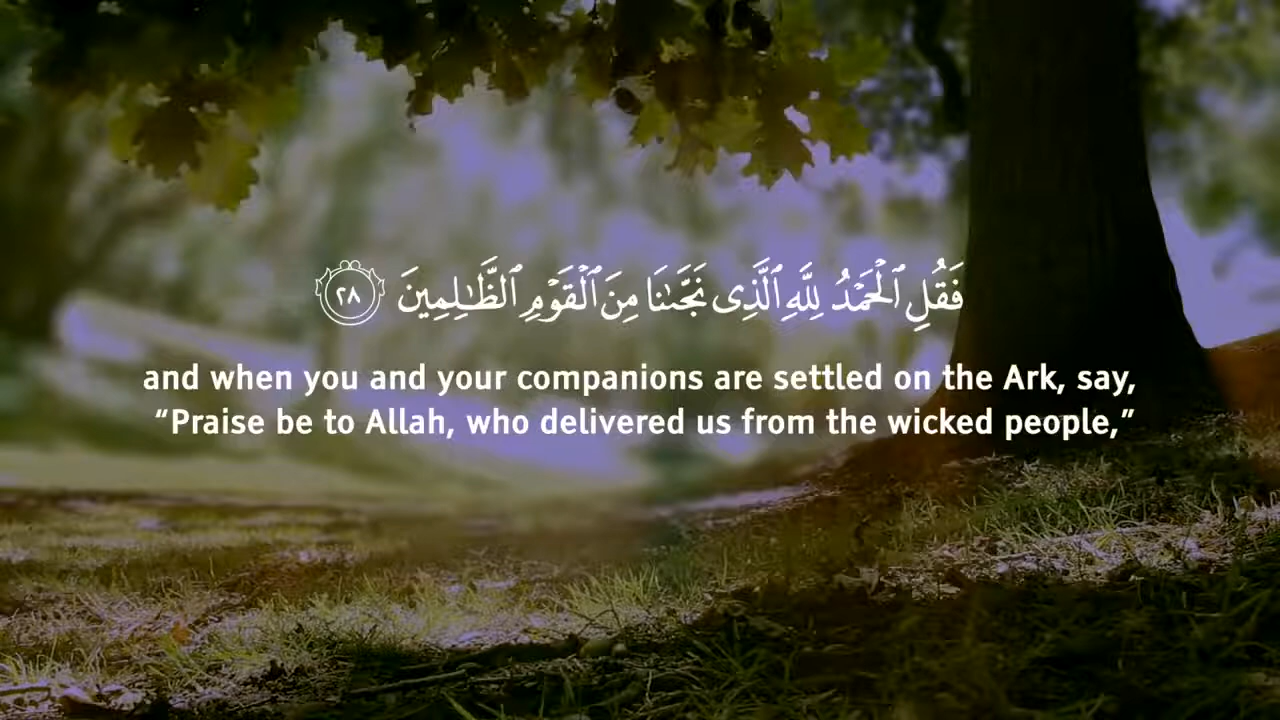 فَقُلِ ٱلْحَمْدُ لِلَّهِ ٱلَّذِى نَجَّىٰنَا مِنَ ٱلْقَوْمِ ٱلظَّـٰلِمِينَ ٢٨
and when you and your companions are settled on the Ark, say,
“Praise be to Allah, who delivered us from the wicked people,”